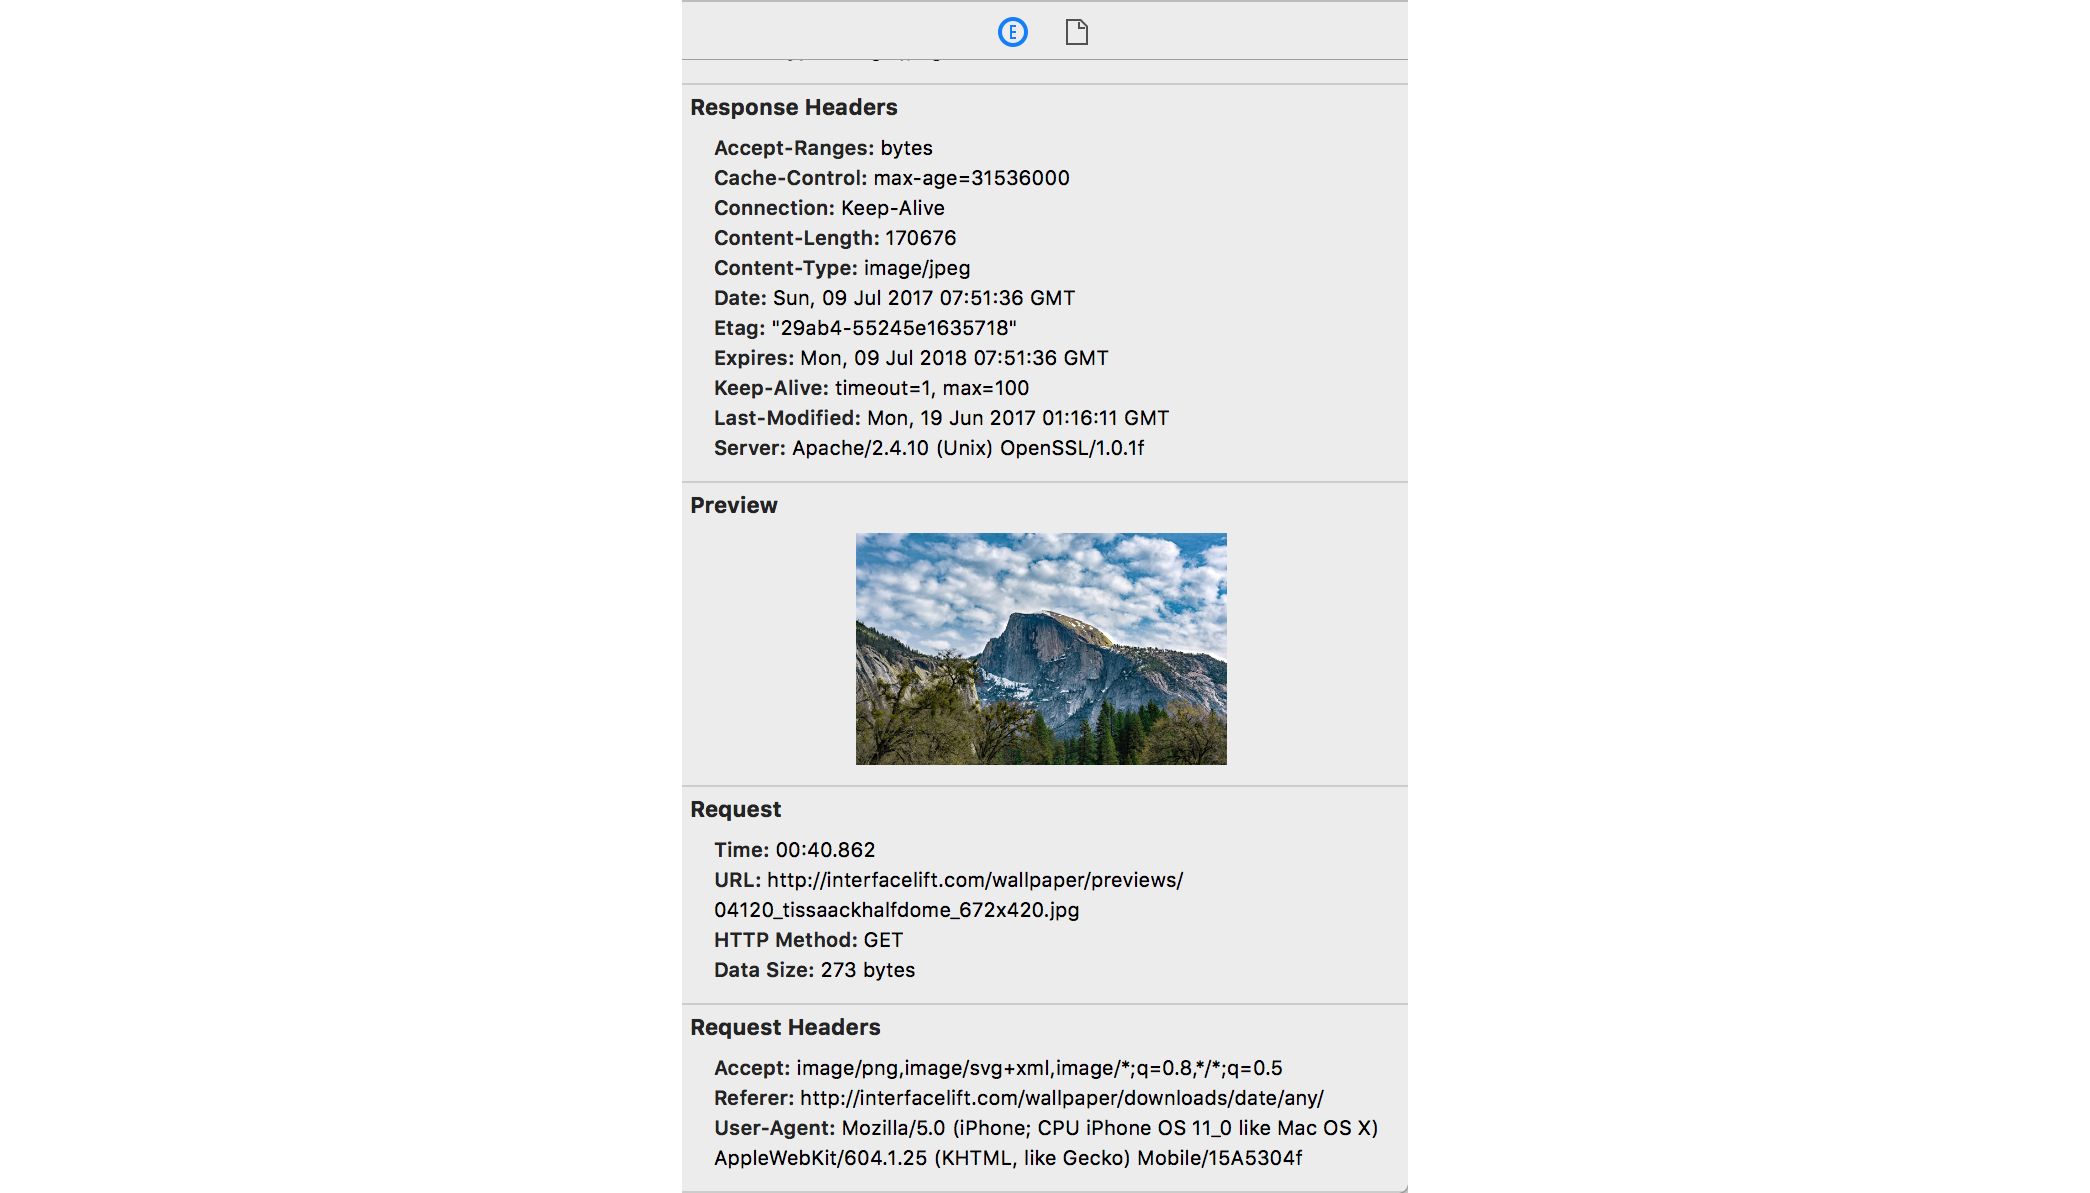 E
Response Headers
Accept-Ranges: bytes
Cache-Control: max-age=31536000
Connection: Keep-Alive
Content-Length: 170676
Content-Type: image/jpeg
Date: Sun, 09 Jul 2017 07:51:36 GMT
Etag: "29ab4-55245e1635718"
Expires: Mon, 09 Jul 2018 07:51:36 GMT
Keep-Alive: timeout=1, max=100
Last-Modified: Mon, 19 Jun 2017 01:16:11 GMT
Server: Apache/2.4.10 (Unix) OpenSSL/1.0.1f
Preview
Request
Time: 00:40.862
URL: http://interfacelift.com/wallpaper/previews/
04120_tissaackhalfdome_672x420.jpg
HTTP Method: GET
Data Size: 273 bytes
Request Headers
Accept: image/png,image/svg+xml,image/*;q=0.8,*/*;q=0.5
Referer: http://interfacelift.com/wallpaper/downloads/date/any/
User-Agent: Mozilla/5.0 (iPhone; CPU iPhone OS 11_0 like Mac OS X)
AppleWebKit/604.1.25 (KHTML, like Gecko) Mobile/15A5304f